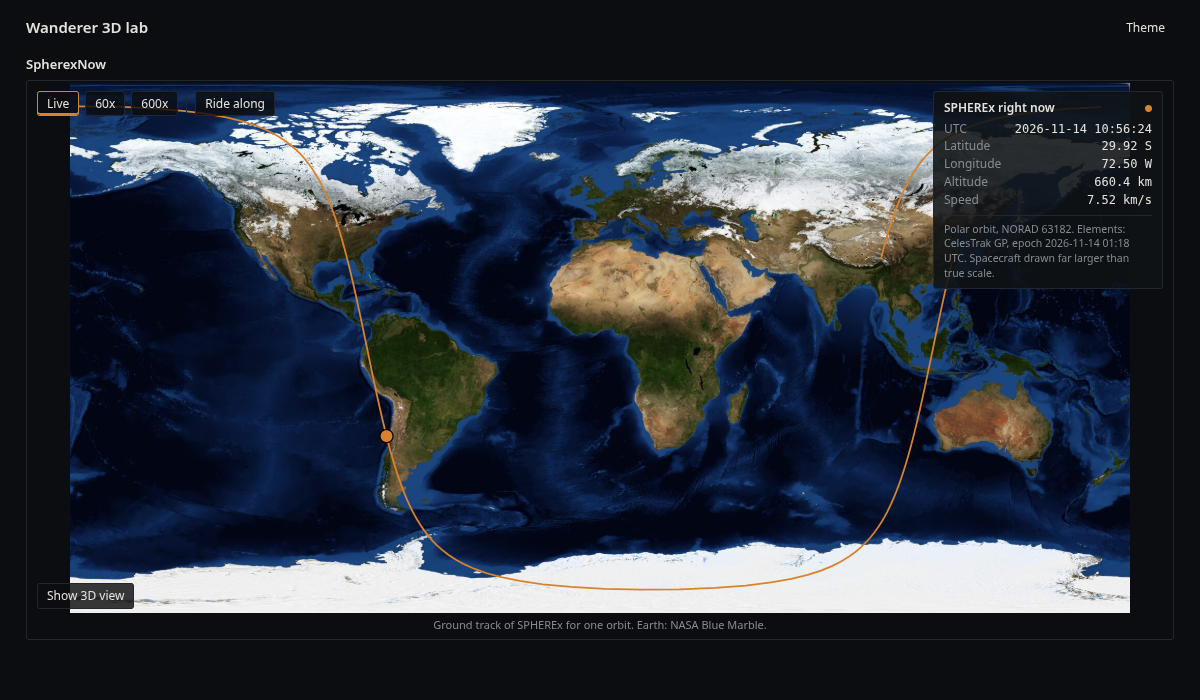 Wanderer 3D lab
Theme
SpherexNow
Live 60x 600x Ride along
SPHEREx right now
UTC 2026-11-14 10:56:24
Latitude 29.92 S
Longitude 72.50 W
Altitude 660.4 km
Speed 7.52 km/s
Polar orbit, NORAD 63182. Elements:
CelesTrak GP, epoch 2026-11-14 01:18
UTC. Spacecraft drawn far larger than
true scale.
Show 3D view
Ground track of SPHEREx for one orbit. Earth: NASA Blue Marble.